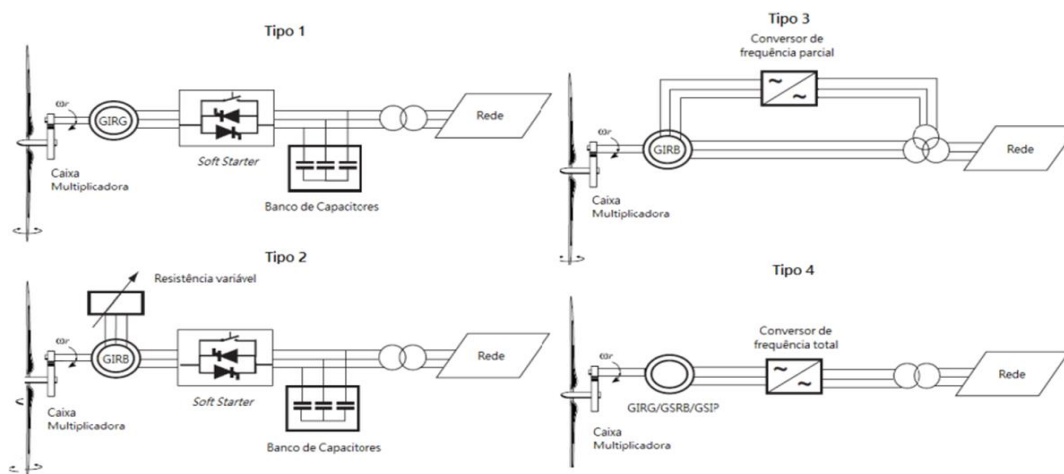 Tipo 1
ωr
GIRG
Soft Starter
Caixa
Multiplicadora
Banco de Capacitores
Rede
Tipo 2
Resistência variável
ωr
GIRB
Soft Starter
Caixa
Multiplicadora
Banco de Capacitores
Rede
Tipo 3
Conversor de
frequência parcial
~
~
ωr
GIRB
Caixa
Multiplicadora
Rede
Tipo 4
Conversor de
frequência total
~
~
ωr
GIRG/GSRB/GSIP
Caixa
Multiplicadora
Rede